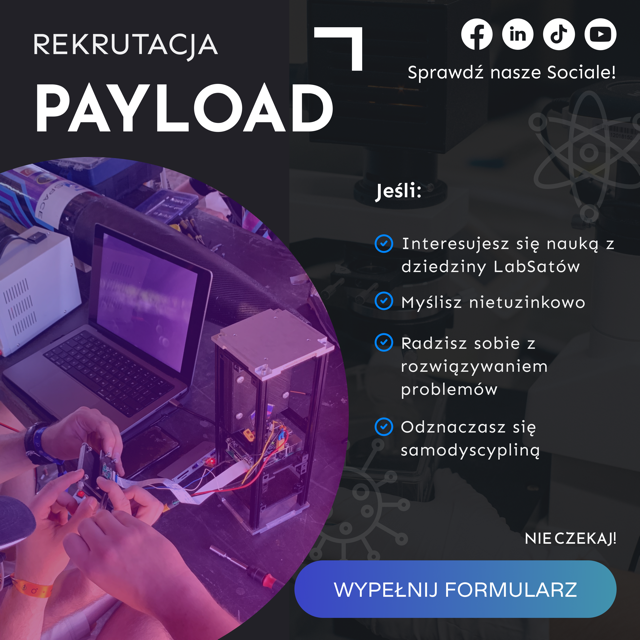 REKRUTACJA
PAYLOAD
Sprawdź nasze Sociale!
Jeśli:
Interesujesz się nauką z
dziedziny LabSatów
Myślisz nietuzinkowo
Radzisz sobie z
rozwiązywaniem
problemów
Odznaczasz się
samodyscypliną
NIE CZEKAJ!
WYPEŁNIJ FORMULARZ